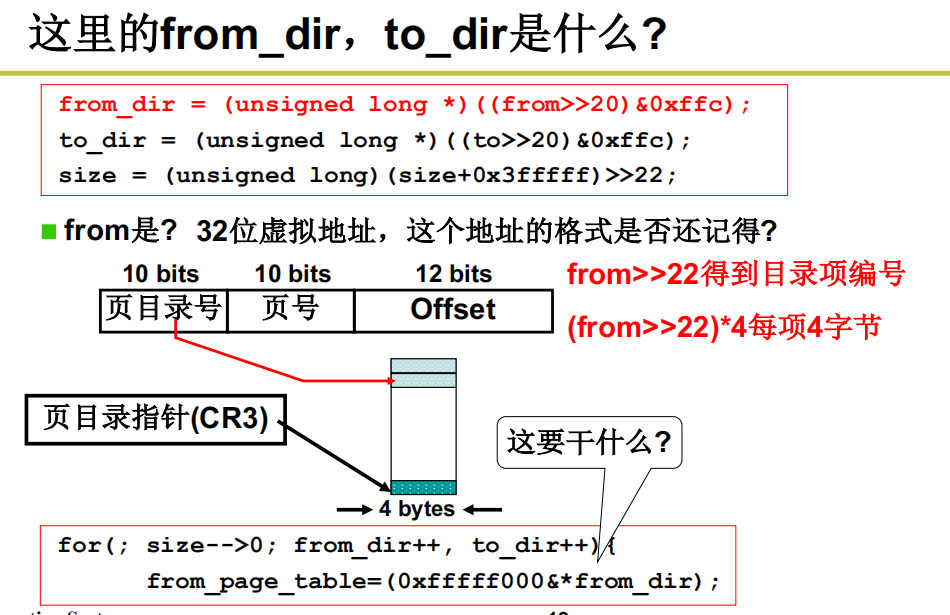 这里的from_dir，to_dir是什么?
from_dir = (unsigned long *)((from>>20)&0xffc);
to_dir = (unsigned long *)((to>>20)&0xffc);
size = (unsigned long)(size+0x3fffff)>>22;
from是? 32位虚拟地址，这个地址的格式是否还记得?
10 bits 10 bits 12 bits
from>>22得到目录项编号
页目录号 页号 Offset
(from>>22)*4每项4字节
页目录指针(CR3)
这要干什么?
4 bytes
for(; size-->0; from_dir++, to_dir++){
from_page_table=(0xfffff000&*from_dir);